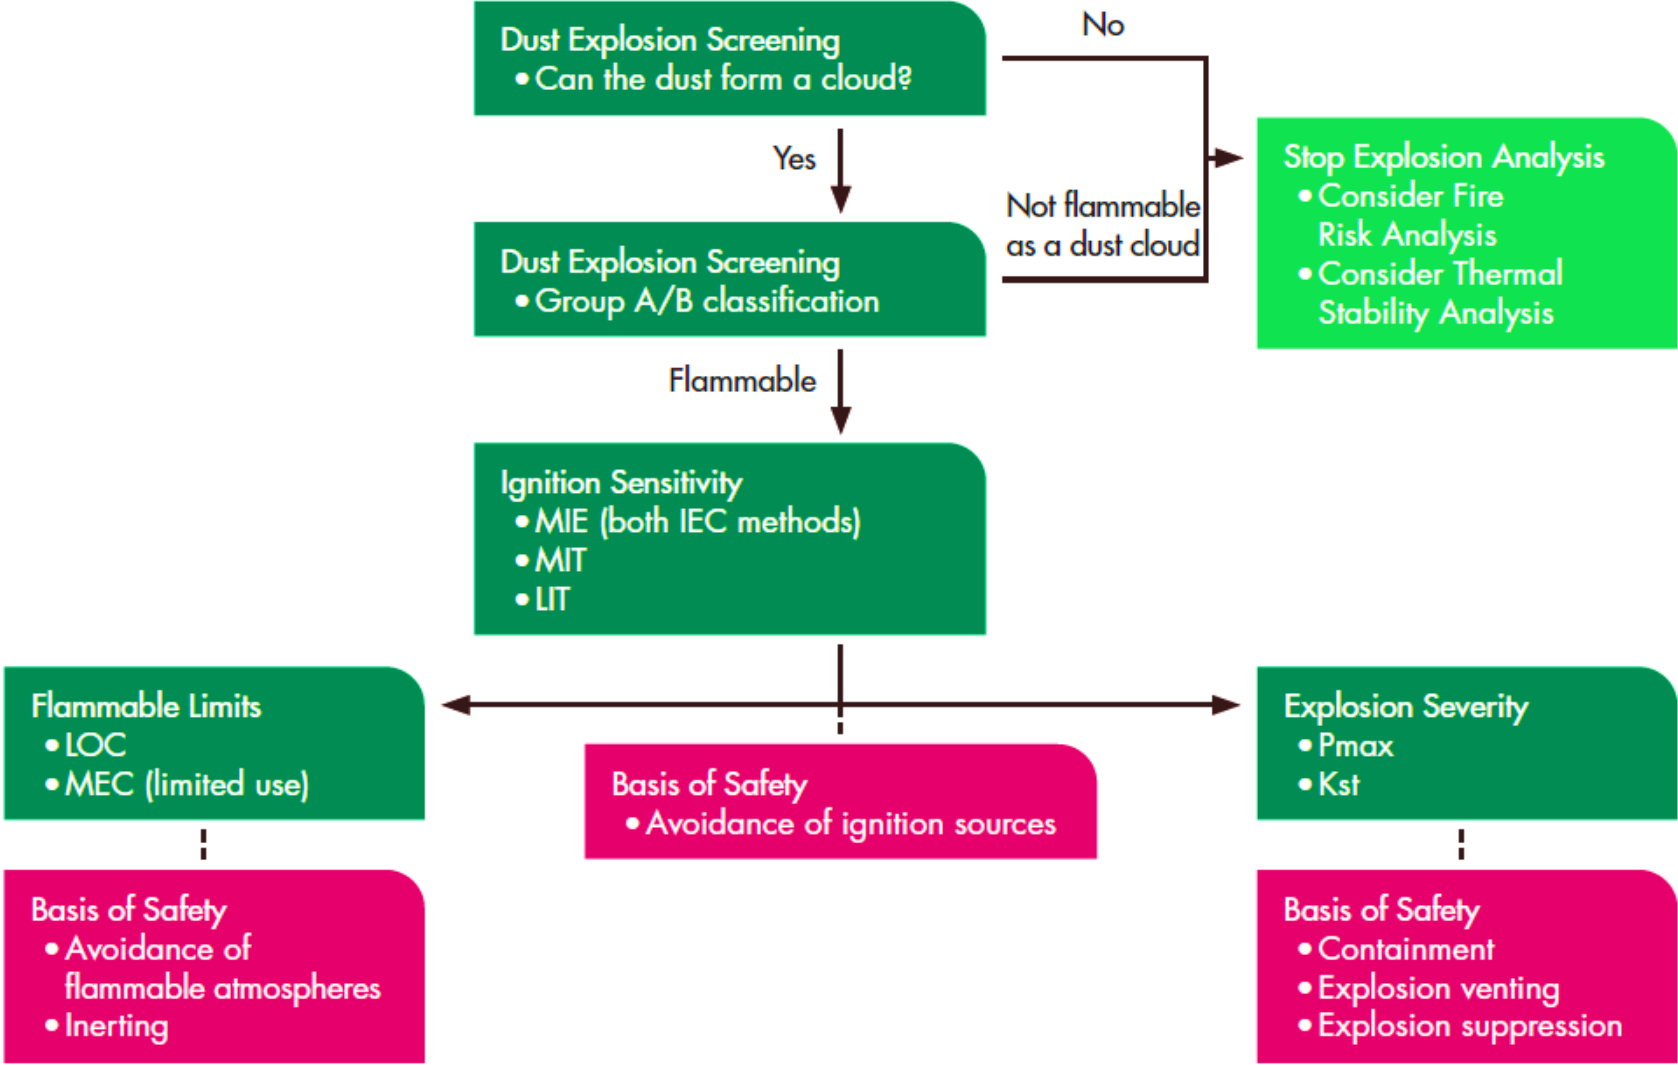 Dust Explosion Screening
• Can the dust form a cloud?
No
Yes
Stop Explosion Analysis
• Consider Fire
Risk Analysis
• Consider Thermal
Stability Analysis
Not flammable
as a dust cloud
Dust Explosion Screening
• Group A/B classification
Flammable
Ignition Sensitivity
• MIE (both IEC methods)
• MIT
• LIT
Flammable Limits
• LOC
• MEC (limited use)
Basis of Safety
• Avoidance of ignition sources
Explosion Severity
• Pmax
• Kst
Basis of Safety
• Avoidance of
flammable atmospheres
• Inerting
Basis of Safety
• Containment
• Explosion venting
• Explosion suppression